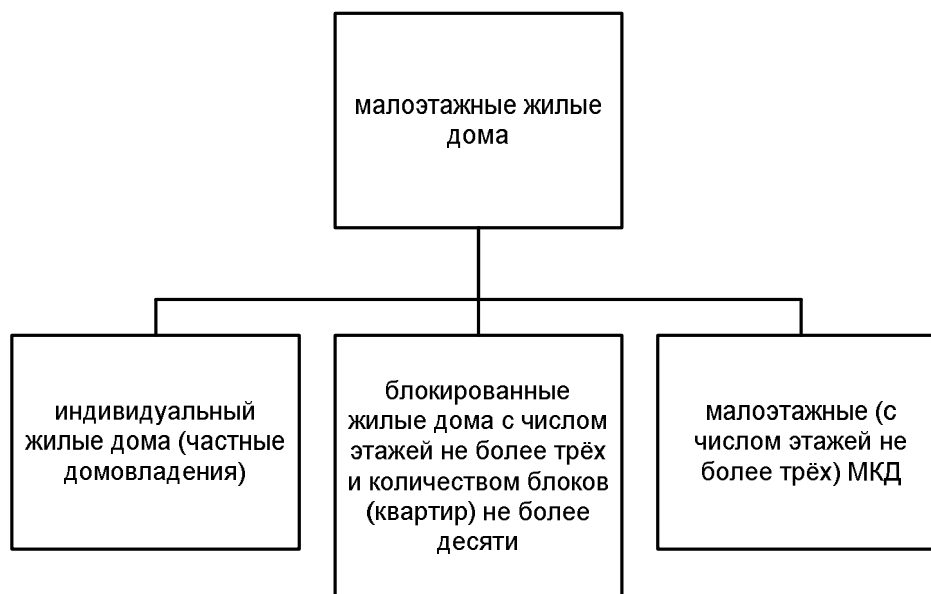 малоэтажные жилые
дома
индивидуальный
жилые дома (частные
домовладения)
блокированные
жилые дома с числом
этажей не более трёх
и количеством блоков
(квартир) не более
десяти
малоэтажные (с
числом этажей не
более трёх) МКД